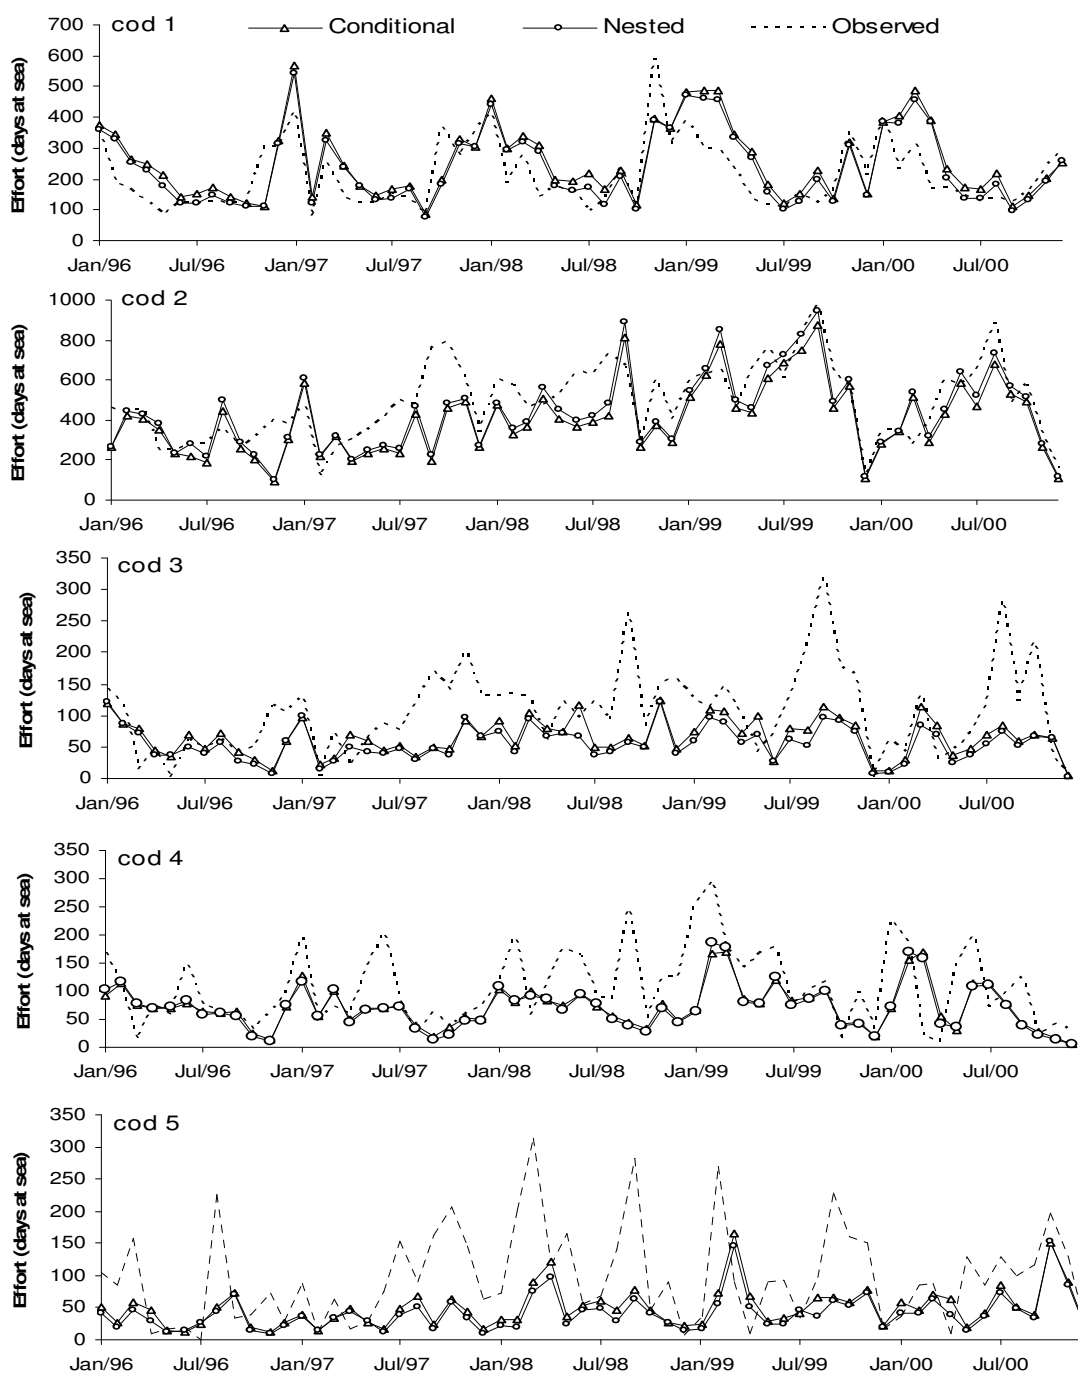 700 cod 1 Conditional Nested Observed
600
500
400
300
200
100
0
Effort (days at sea)
Jan/96 Jul/96 Jan/97 Jul/97 Jan/98 Jul/98 Jan/99 Jul/99 Jan/00 Jul/00
1000 cod 2
800
600
400
200
0
Effort (days at sea)
Jan/96 Jul/96 Jan/97 Jul/97 Jan/98 Jul/98 Jan/99 Jul/99 Jan/00 Jul/00
350 cod 3
300
250
200
150
100
50
0
Effort (days at sea)
Jan/96 Jul/96 Jan/97 Jul/97 Jan/98 Jul/98 Jan/99 Jul/99 Jan/00 Jul/00
350 cod 4
300
250
200
150
100
50
0
Effort (days at sea)
Jan/96 Jul/96 Jan/97 Jul/97 Jan/98 Jul/98 Jan/99 Jul/99 Jan/00 Jul/00
350 cod 5
300
250
200
150
100
50
0
Effort (days at sea)
Jan/96 Jul/96 Jan/97 Jul/97 Jan/98 Jul/98 Jan/99 Jul/99 Jan/00 Jul/00